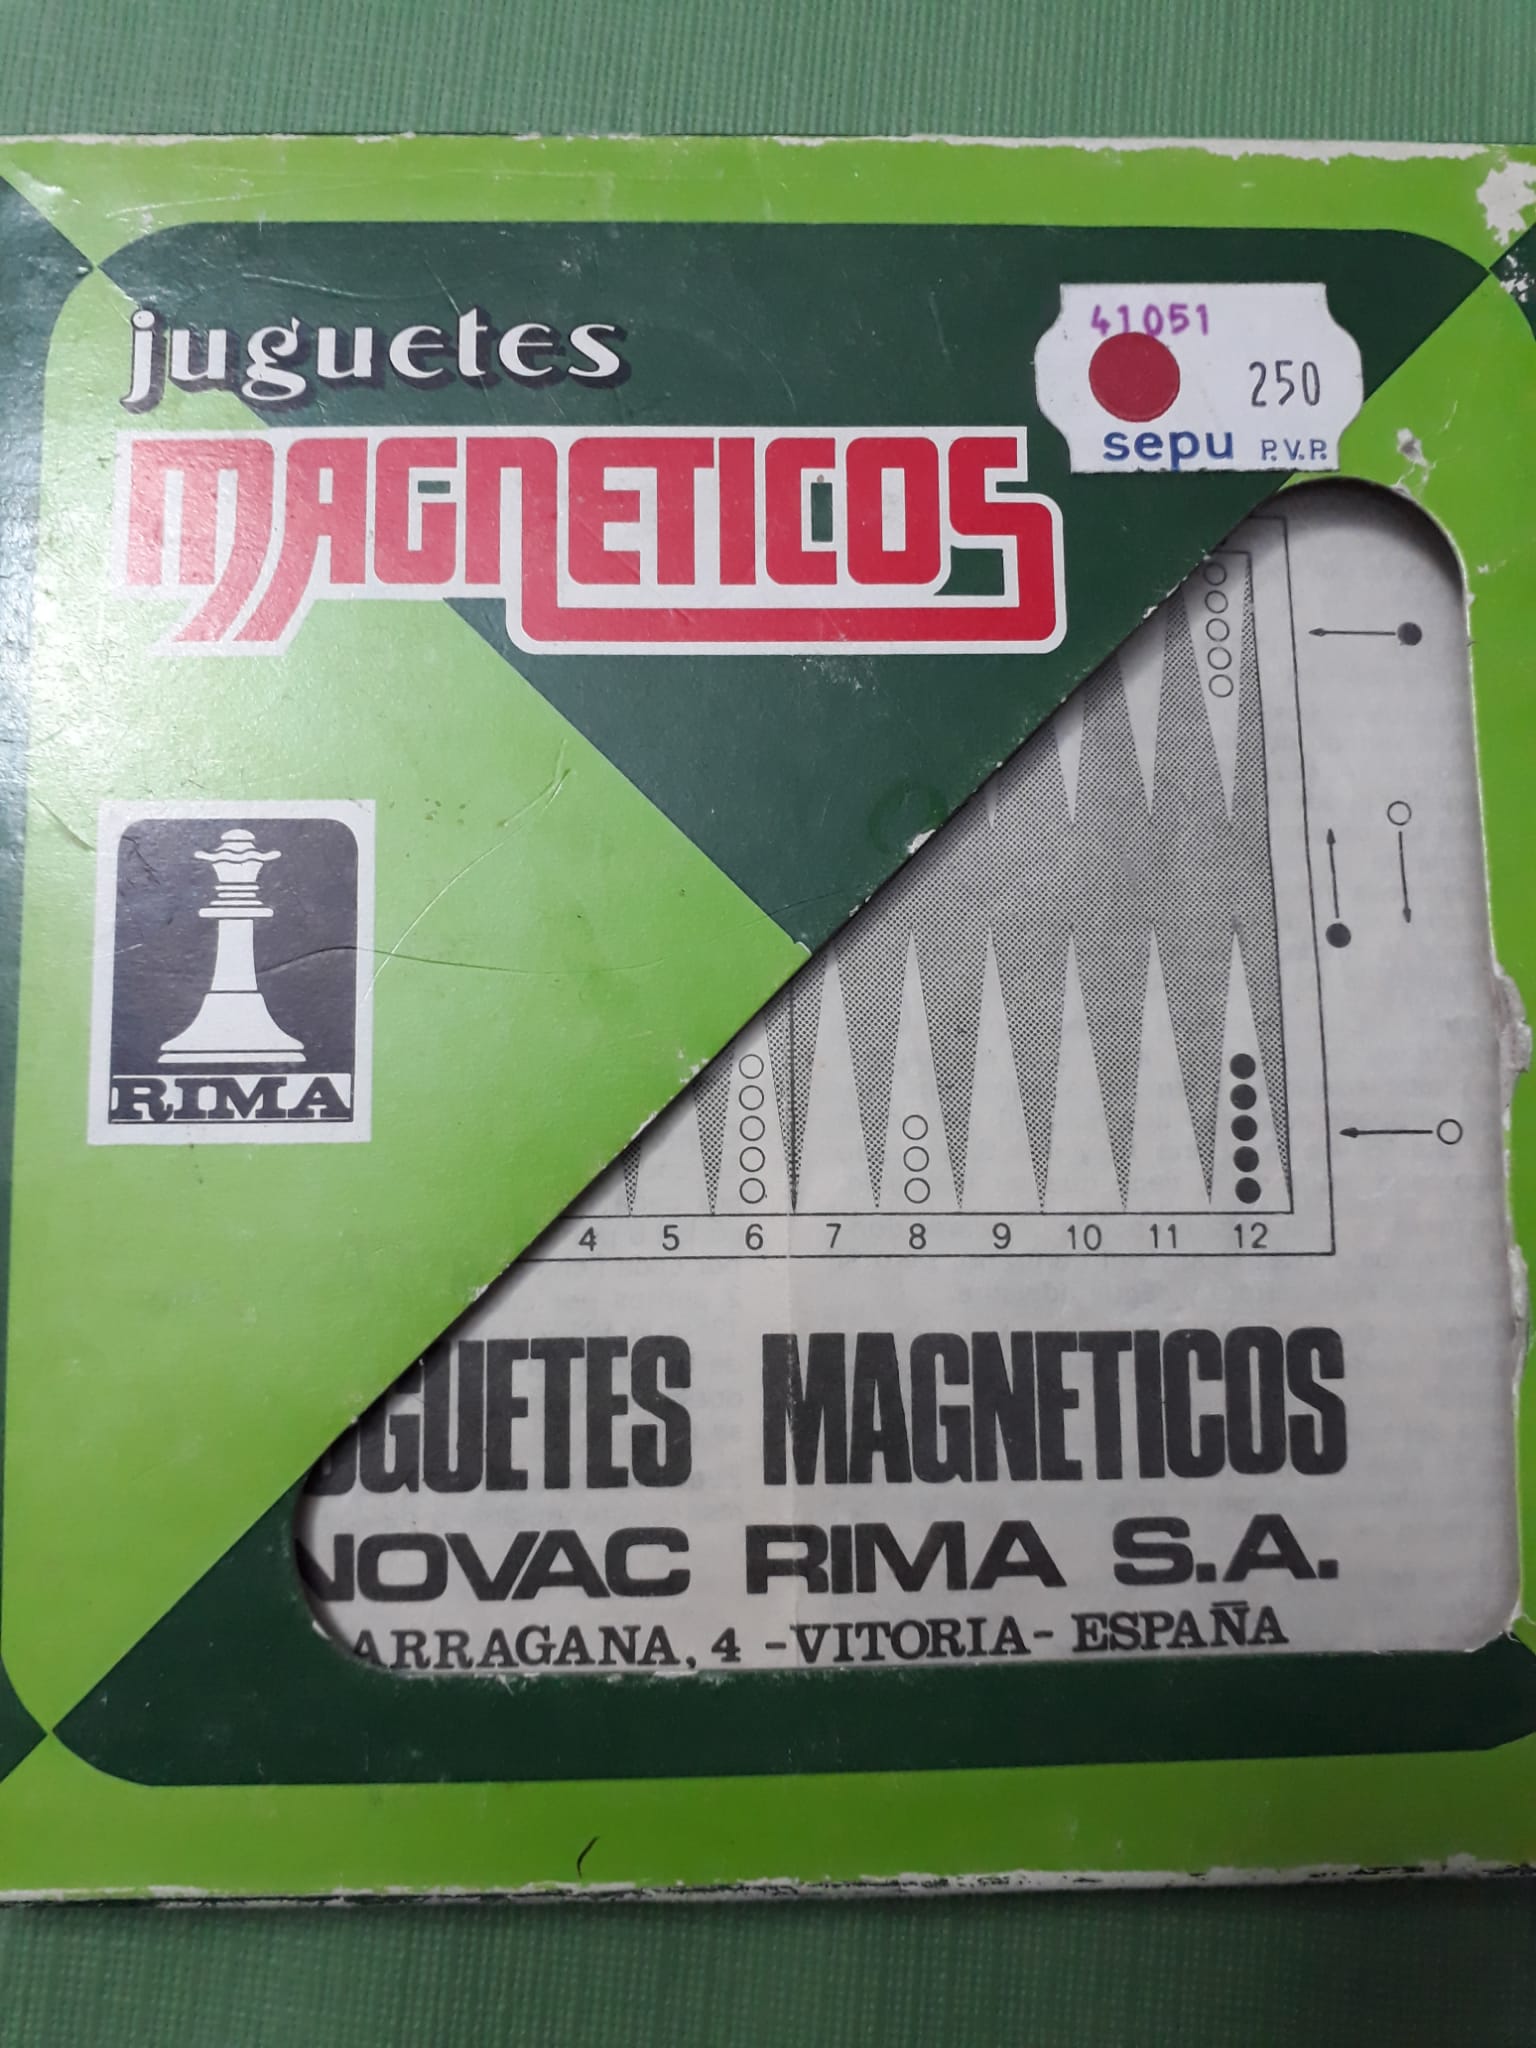 juguetes
MAGNETICOS
41051
250
sepu P.V.P.
RIMA
4 5 6 7 8 9 10 11 12
GUETES MAGNETICOS
NOVAC RIMA S.A.
ARRAGANA, 4 -VITORIA- ESPAÑA